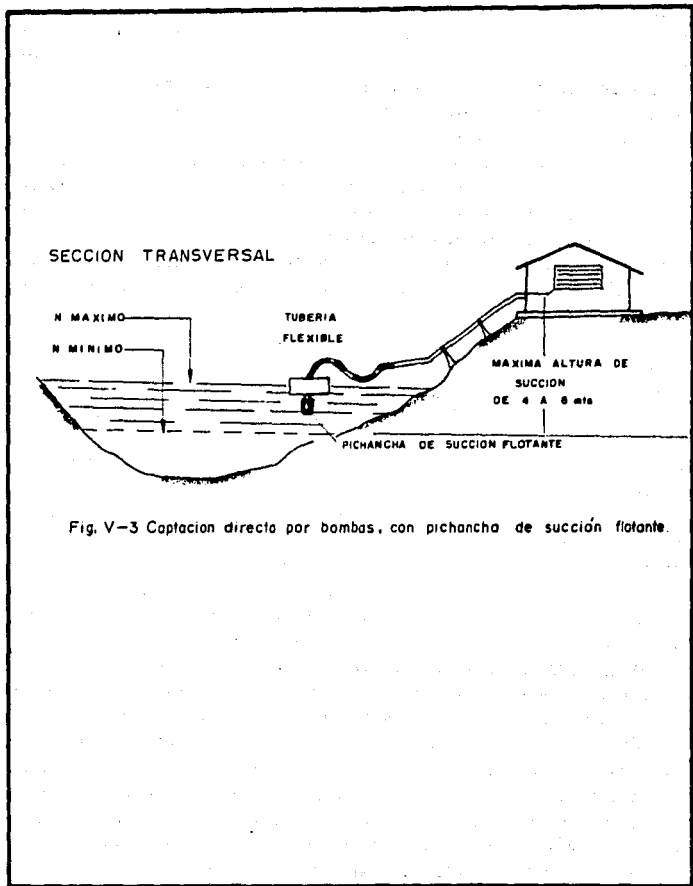 SECCION TRANSVERSAL
N MAXIMO
N MINIMO
TUBERIA
FLEXIBLE
MAXIMA ALTURA DE
SUCCION
DE 4 A 6 mts
PICHANCHA DE SUCCION FLOTANTE
Fig. V-3 Captacion directa por bombas, con pichancha de succión flotante.